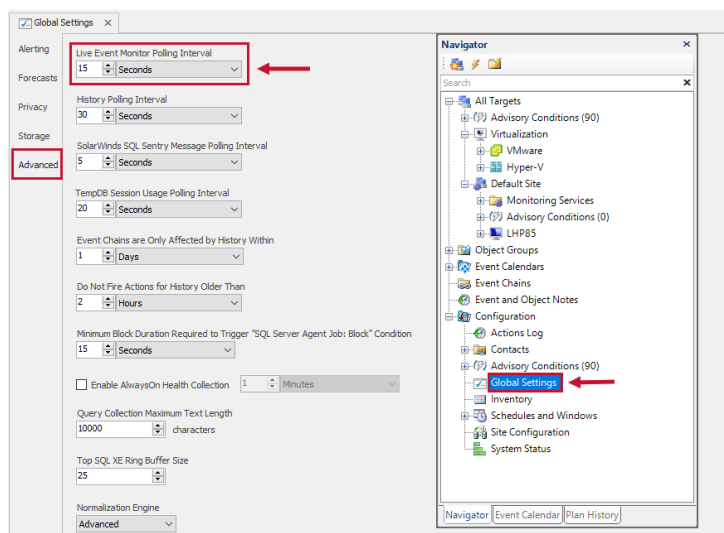 Global Settings ×
Alerting
Forecasts
Privacy
Storage
Advanced
Live Event Monitor Polling Interval
15 Seconds
History Polling Interval
30 Seconds
SolarWinds SQL Sentry Message Polling Interval
5 Seconds
TempDB Session Usage Polling Interval
20 Seconds
Event Chains are Only Affected by History Within
1 Days
Do Not Fire Actions for History Older Than
2 Hours
Minimum Block Duration Required to Trigger "SQL Server Agent Job: Block" Condition
15 Seconds
Enable AlwaysOn Health Collection 1 Minutes
Query Collection Maximum Text Length
10000 characters
Top SQL XE Ring Buffer Size
25
Normalization Engine
Advanced
Navigator ×
Search ×
All Targets
Advisory Conditions (90)
Virtualization
VMware
Hyper-V
Default Site
Monitoring Services
Advisory Conditions (0)
LHP85
Object Groups
Event Calendars
Event Chains
Event and Object Notes
Configuration
Actions Log
Contacts
Advisory Conditions (90)
Global Settings
Inventory
Schedules and Windows
Site Configuration
System Status
Navigator Event Calendar Plan History